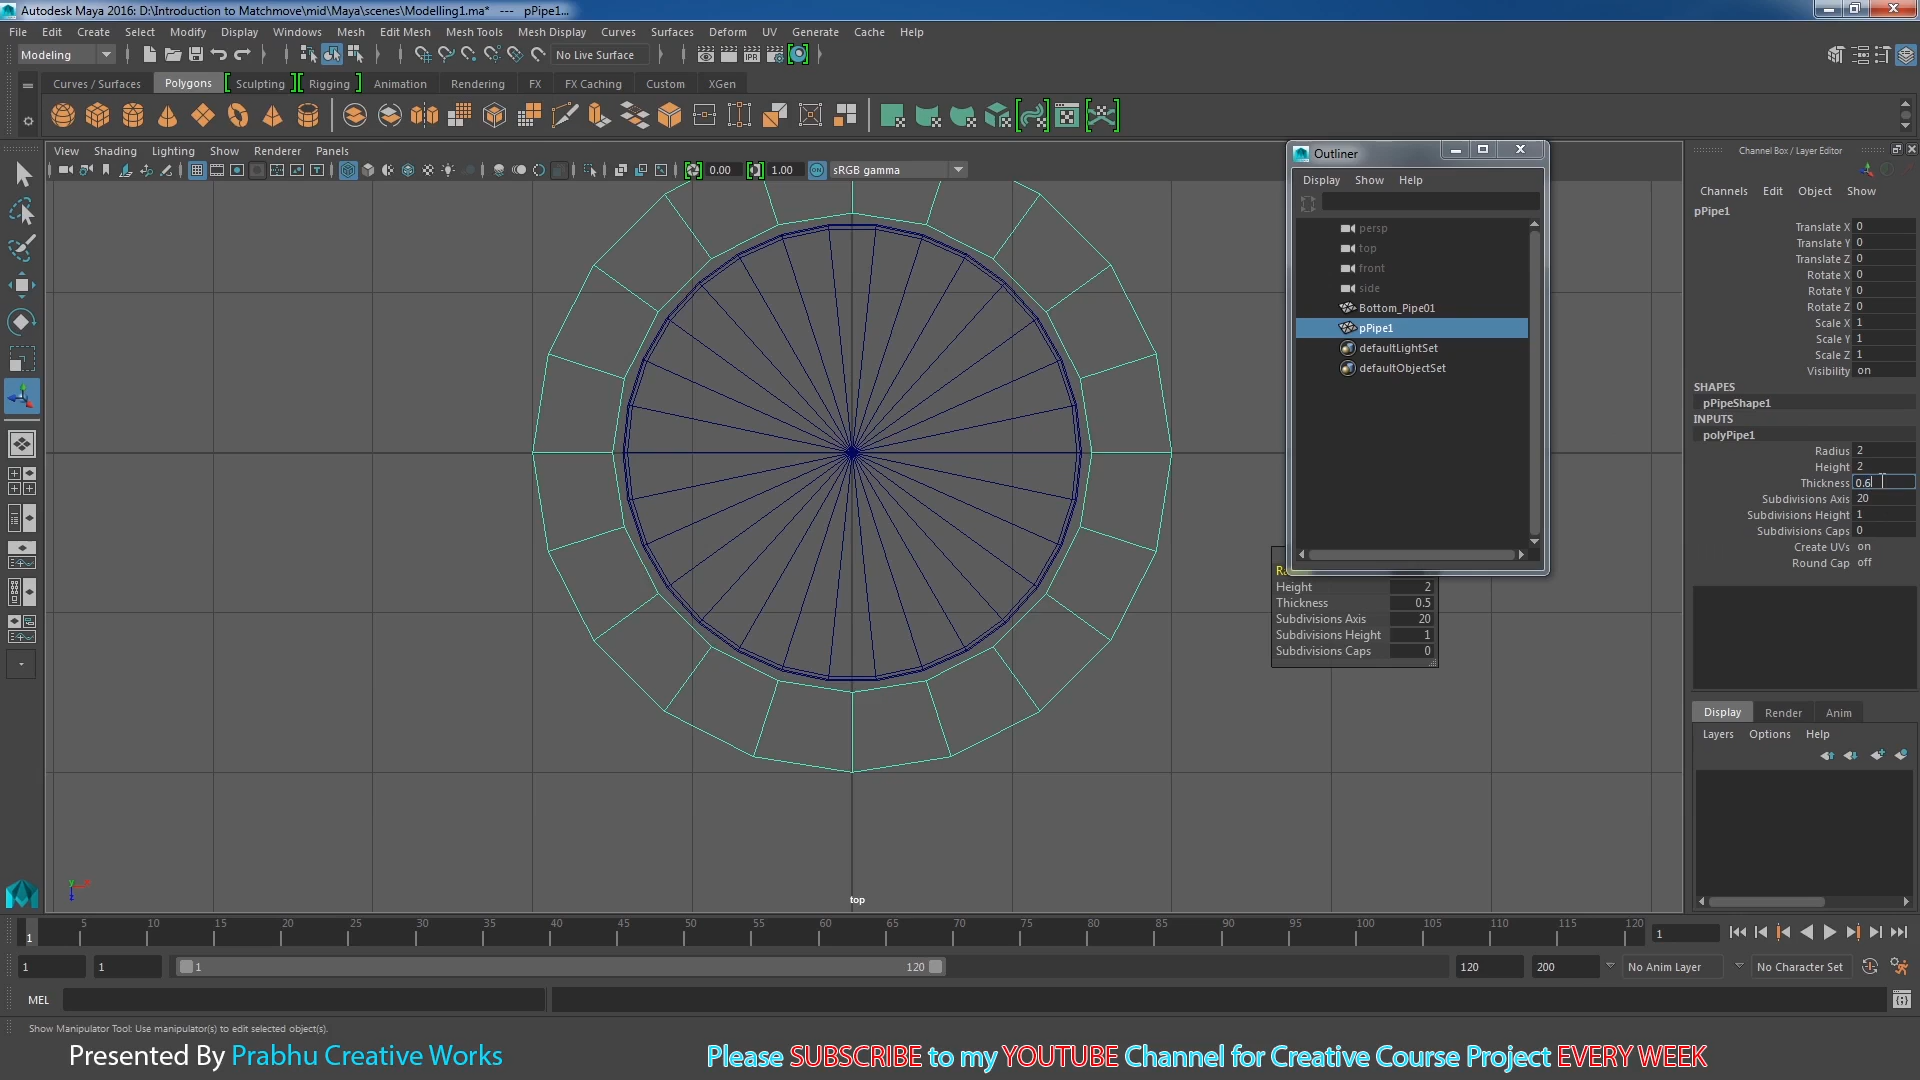 Autodesk Maya 2016: D:\Introduction to Matchmove\mid\Maya\scenes\Modelling1.ma* --- pPipe1...
File Edit Create Select Modify Display Windows Mesh Edit Mesh Mesh Tools Mesh Display Curves Surfaces Deform UV Generate Cache Help
Modeling No Live Surface
Curves / Surfaces Polygons Sculpting Rigging Animation Rendering FX FX Caching Custom XGen
View Shading Lighting Show Renderer Panels
0.00 1.00 sRGB gamma
Outliner
Display Show Help
persp
top
front
side
Bottom_Pipe01
pPipe1
defaultLightSet
defaultObjectSet
Height 2
Thickness 0.5
Subdivisions Axis 20
Subdivisions Height 1
Subdivisions Caps 0
top
Channel Box / Layer Editor
Channels Edit Object Show
pPipe1
Translate X 0
Translate Y 0
Translate Z 0
Rotate X 0
Rotate Y 0
Rotate Z 0
Scale X 1
Scale Y 1
Scale Z 1
Visibility on
SHAPES
pPipeShape1
INPUTS
polyPipe1
Radius 2
Height 2
Thickness 0.6
Subdivisions Axis 20
Subdivisions Height 1
Subdivisions Caps 0
Create UVs on
Round Cap off
Display Render Anim
Layers Options Help
1 5 10 15 20 25 30 35 40 45 50 55 60 65 70 75 80 85 90 95 100 105 110 115 120 1
1 1 1 120 120 200 No Anim Layer No Character Set
MEL
Show Manipulator Tool: Use manipulator(s) to edit selected object(s).
Presented By Prabhu Creative Works
Please SUBSCRIBE to my YOUTUBE Channel for Creative Course Project EVERY WEEK